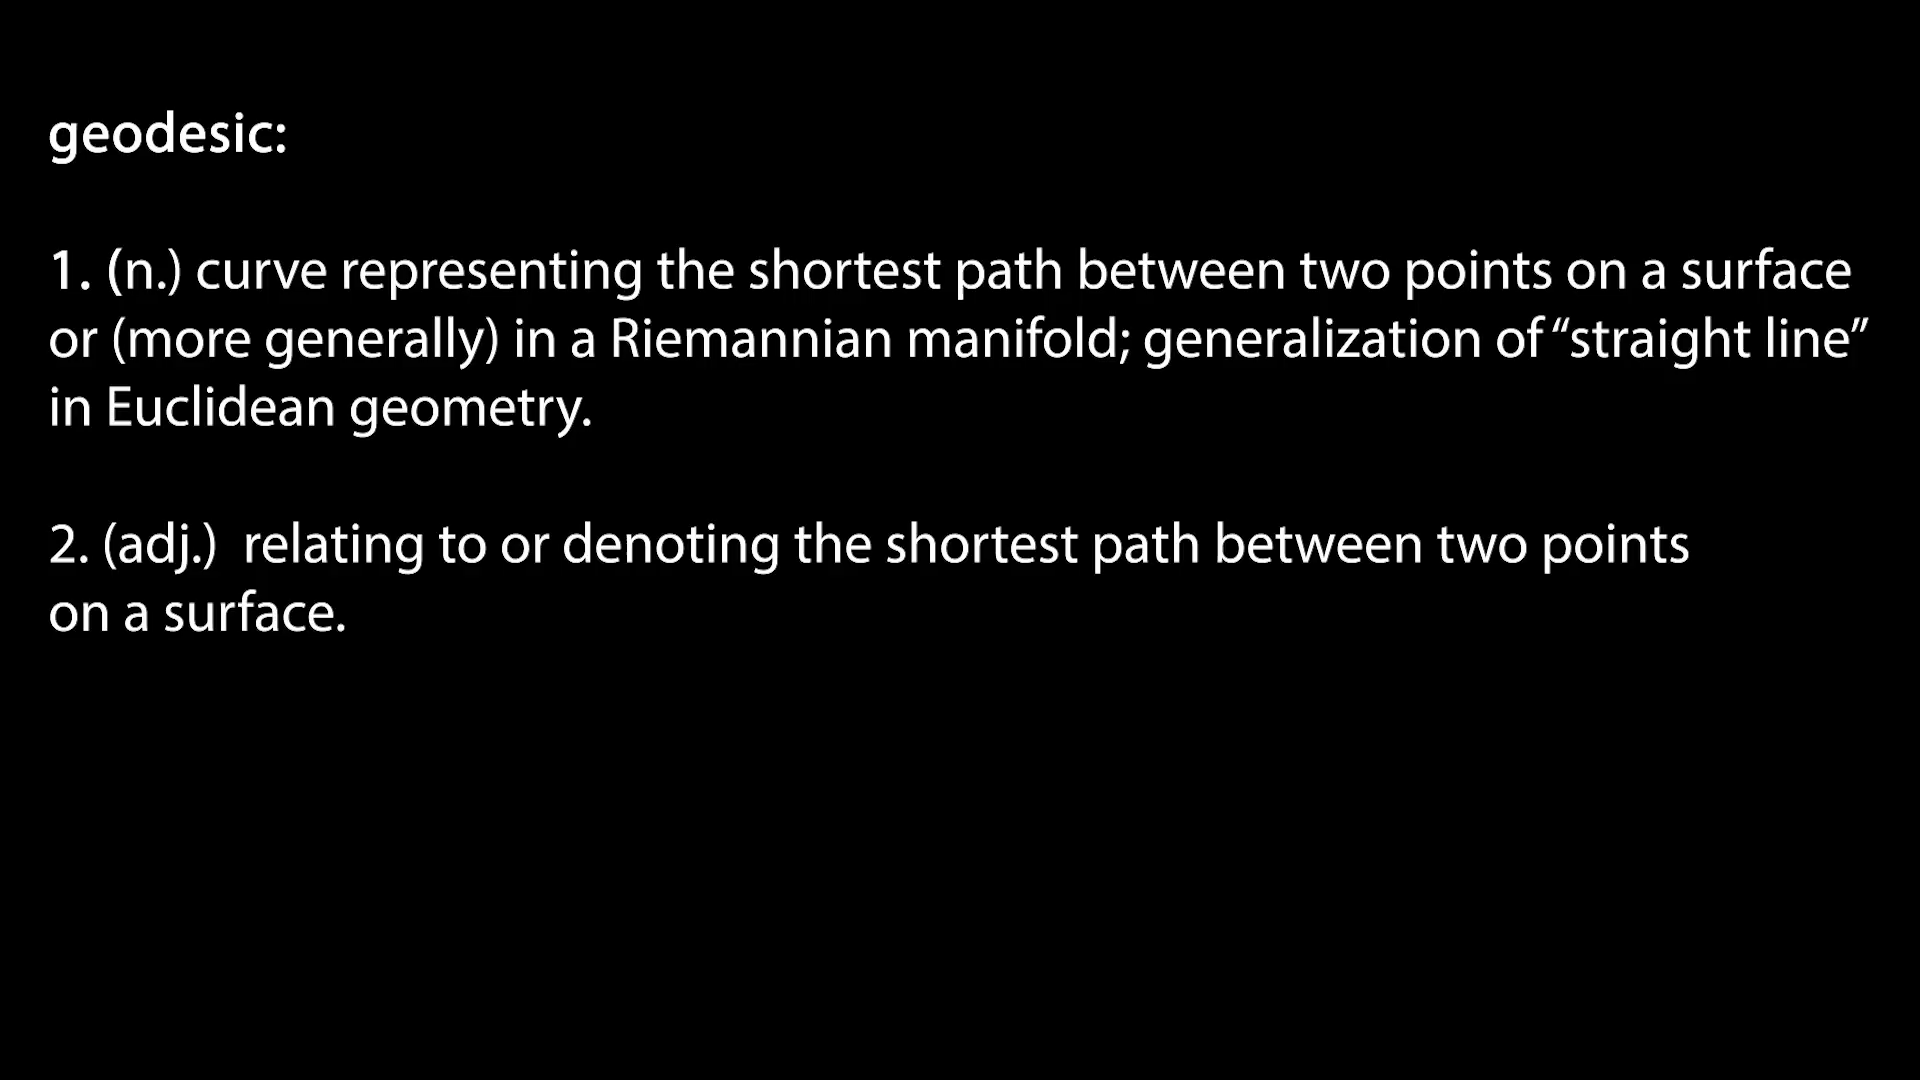 geodesic:
1. (n.) curve representing the shortest path between two points on a surface
or (more generally) in a Riemannian manifold; generalization of “straight line”
in Euclidean geometry.
2. (adj.)  relating to or denoting the shortest path between two points
on a surface.